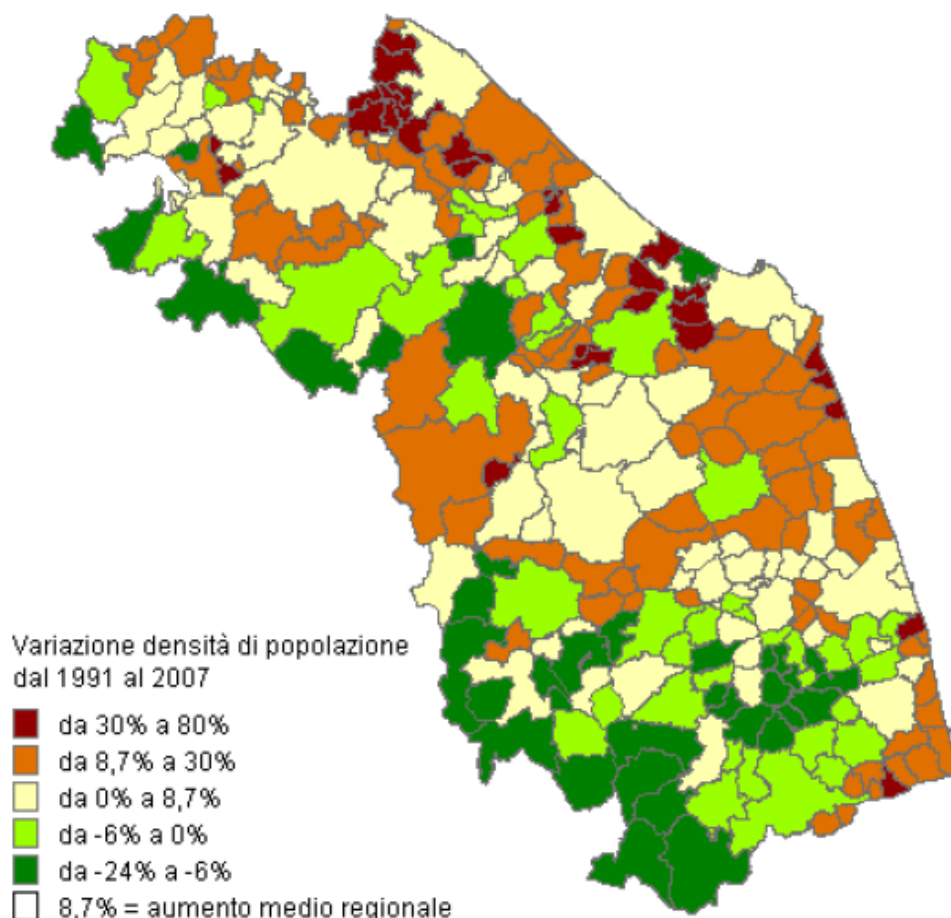 Variazione densità di popolazione
dal 1991 al 2007
da 30% a 80%
da 8,7% a 30%
da 0% a 8,7%
da -6% a 0%
da -24% a -6%
8,7% = aumento medio regionale